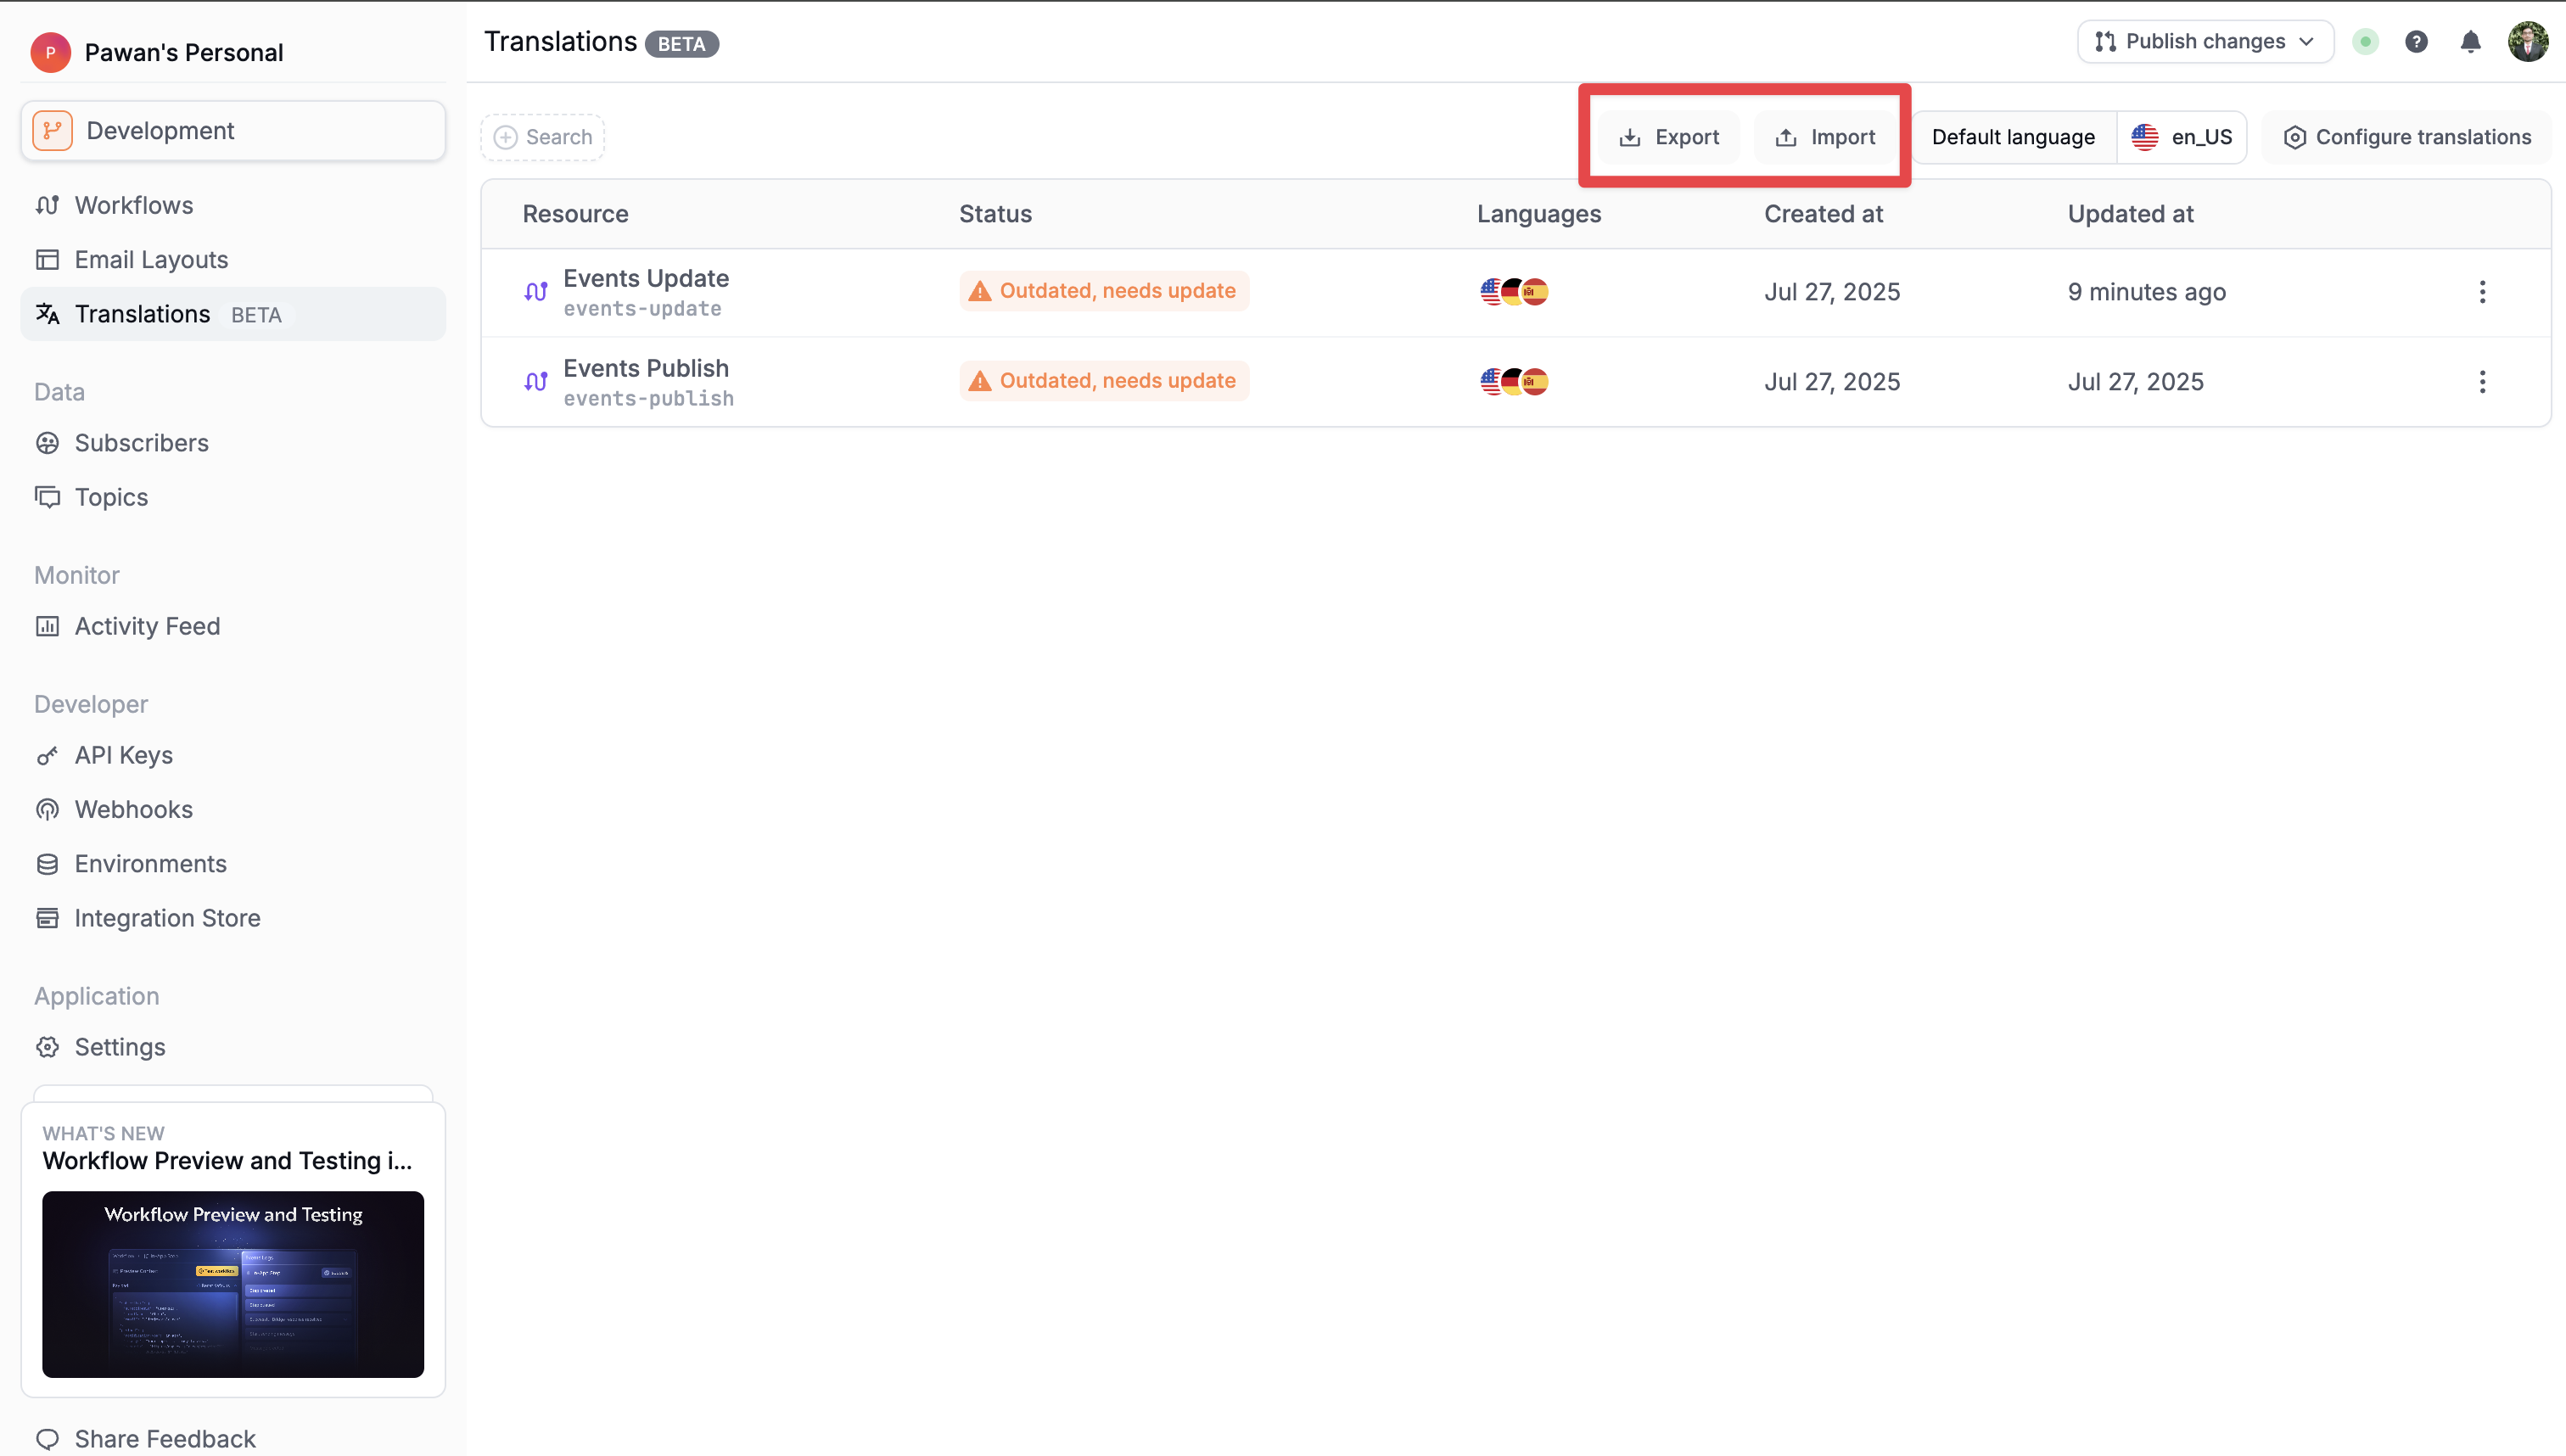 P Pawan's Personal
Development
Workflows
Email Layouts
Translations BETA
Data
Subscribers
Topics
Monitor
Activity Feed
Developer
API Keys
Webhooks
Environments
Integration Store
Application
Settings
WHAT'S NEW
Workflow Preview and Testing i...
Workflow Preview and Testing
Share Feedback
Translations BETA
Publish changes
Search
Export Import Default language en_US Configure translations
Resource Status Languages Created at Updated at
Events Update
events-update
Outdated, needs update Jul 27, 2025 9 minutes ago
Events Publish
events-publish
Outdated, needs update Jul 27, 2025 Jul 27, 2025